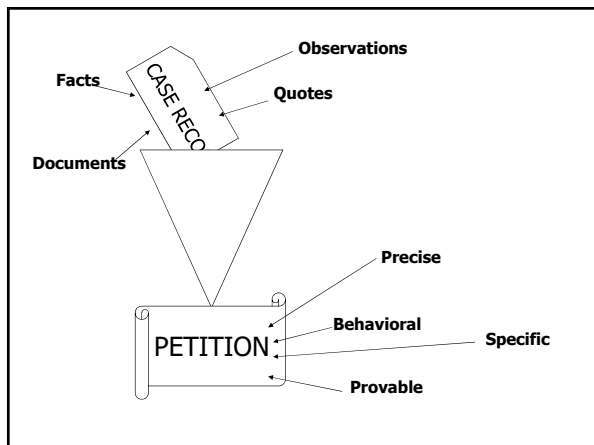 Observations
Facts
CASE RECO
Quotes
Documents
Precise
Behavioral
PETITION
Specific
Provable